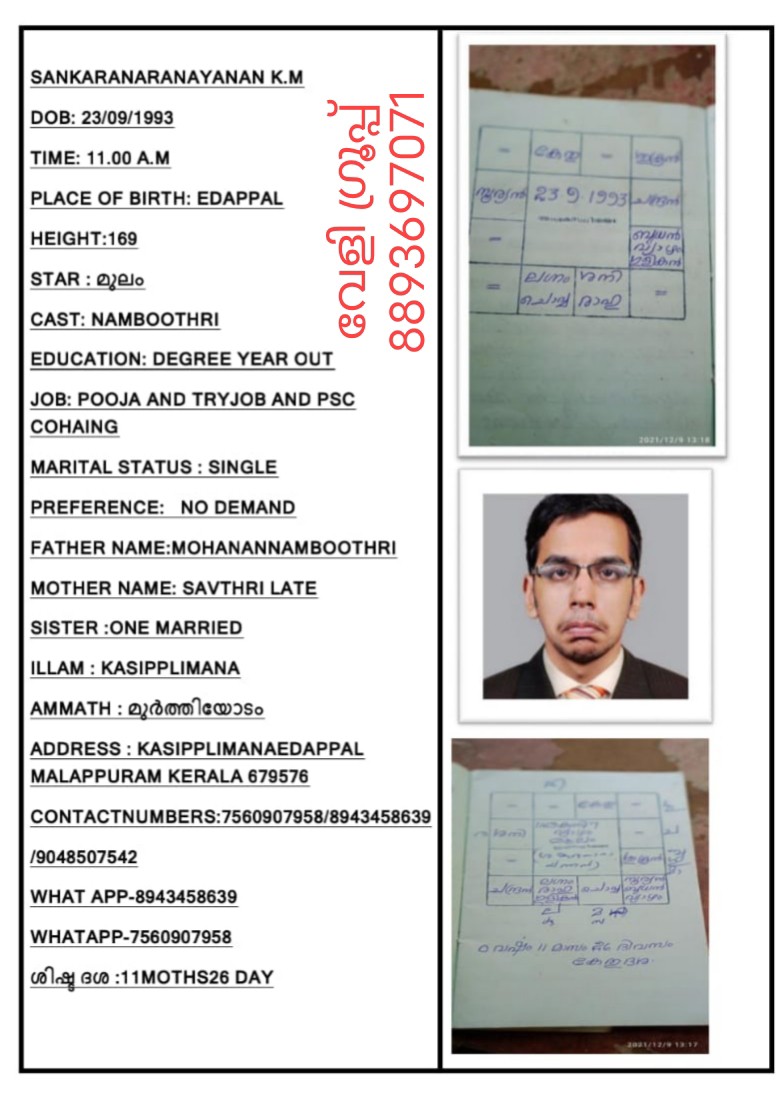 SANKARANARANAYANAN K.M
DOB: 23/09/1993
TIME: 11.00 A.M
PLACE OF BIRTH: EDAPPAL
HEIGHT:169
STAR : മൂലം
CAST: NAMBOOTHRI
EDUCATION: DEGREE YEAR OUT
JOB: POOJA AND TRYJOB AND PSC
COHAING
MARITAL STATUS : SINGLE
PREFERENCE: NO DEMAND
FATHER NAME:MOHANANNAMBOOTHRI
MOTHER NAME: SAVTHRI LATE
SISTER :ONE MARRIED
ILLAM : KASIPPLIMANA
AMMATH : മൂർത്തിയോടം
ADDRESS : KASIPPLIMANAEDAPPAL
MALAPPURAM KERALA 679576
CONTACTNUMBERS:7560907958/8943458639
/9048507542
WHAT APP-8943458639
WHATAPP-7560907958
ശിഷ്ട ദശ :11MOTHS26 DAY
വേളി ഗ്രൂപ്പ്
8893697071
- കേതു - ശുക്രൻ
സൂര്യൻ 23.9.1993 ചന്ദ്രൻ
- ബുധൻ
വ്യാഴം
ഗുളികൻ
= ലഗ്നം ശനി =
ചൊവ്വ രാഹു
2021/12/9 13:18
- - കേതു -
ശനി
- ശുക്രൻ
ചന്ദ്രൻ ലഗ്നം ചൊവ്വ സൂര്യൻ
രാഹു ബുധൻ
ഗുളികൻ വ്യാഴം
0 വർഷം 11 മാസം 26 ദിവസം
കേതു ദശ
2021/12/9 13:17